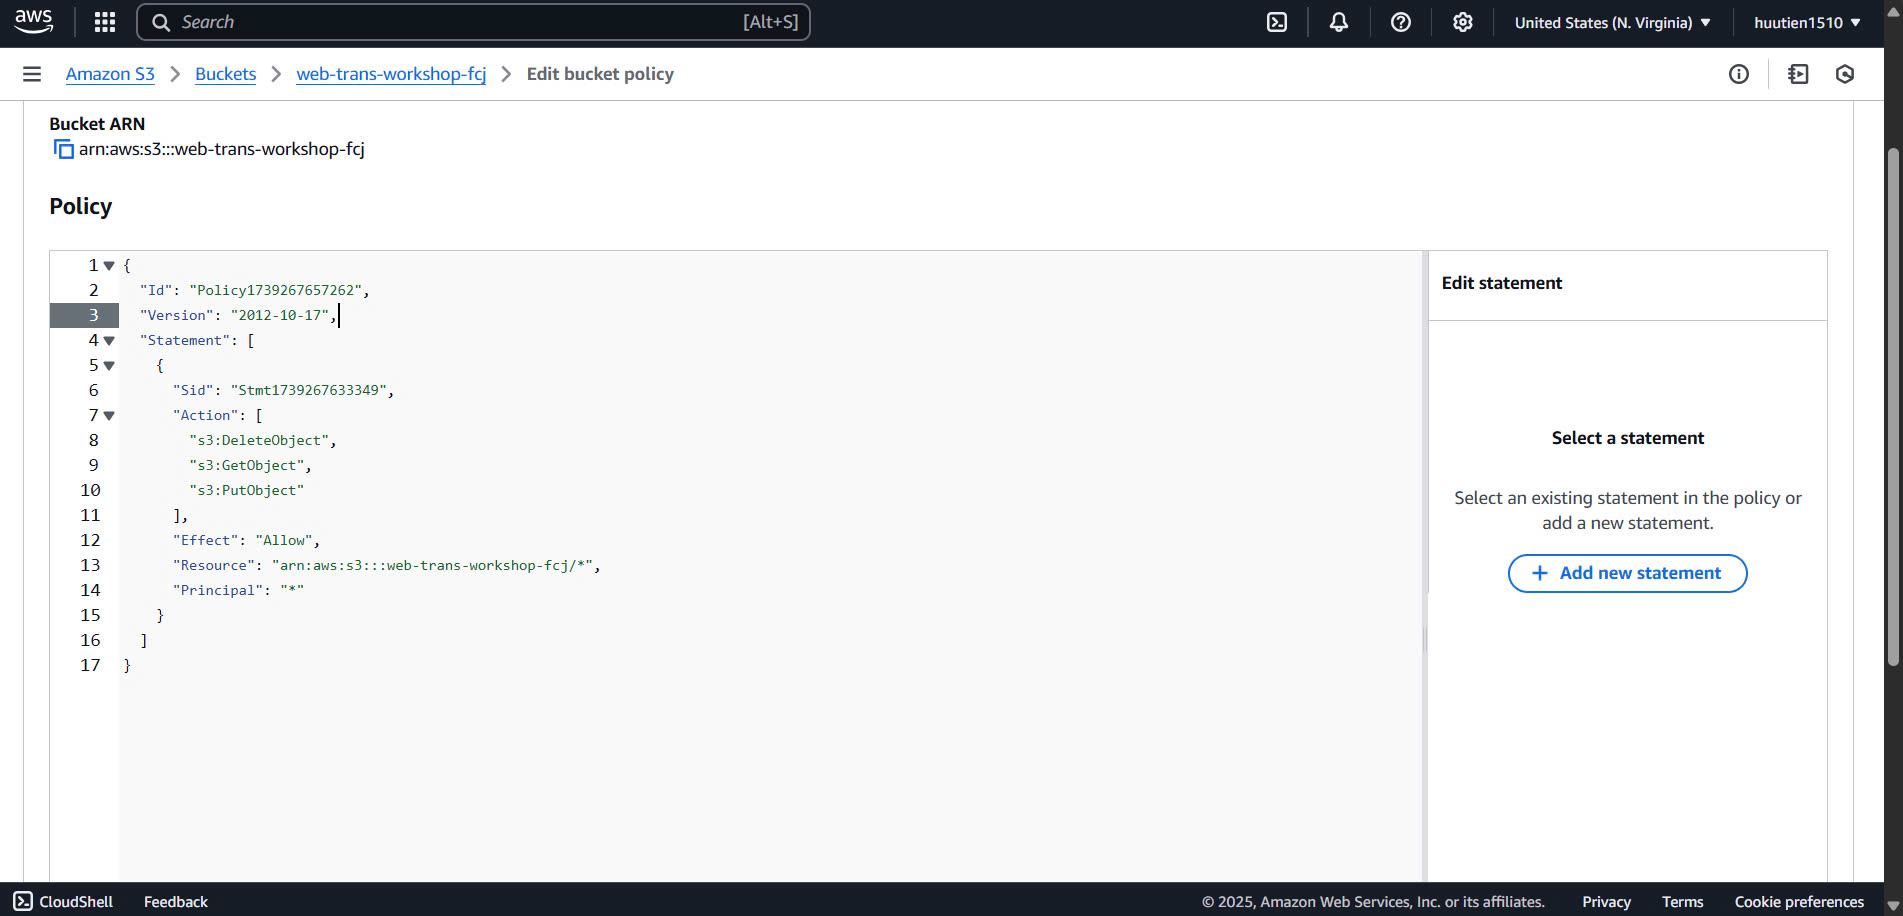 aws
Search [Alt+S]
United States (N. Virginia) huutien1510
Amazon S3 Buckets web-trans-workshop-fcj Edit bucket policy
Bucket ARN
arn:aws:s3:::web-trans-workshop-fcj
Policy
1 {
2 "Id": "Policy1739267657262",
3 "Version": "2012-10-17",
4 "Statement": [
5 {
6 "Sid": "Stmt1739267633349",
7 "Action": [
8 "s3:DeleteObject",
9 "s3:GetObject",
10 "s3:PutObject"
11 ],
12 "Effect": "Allow",
13 "Resource": "arn:aws:s3:::web-trans-workshop-fcj/*",
14 "Principal": "*"
15 }
16 ]
17 }
Edit statement
Select a statement
Select an existing statement in the policy or
add a new statement.
+ Add new statement
CloudShell Feedback © 2025, Amazon Web Services, Inc. or its affiliates. Privacy Terms Cookie preferences